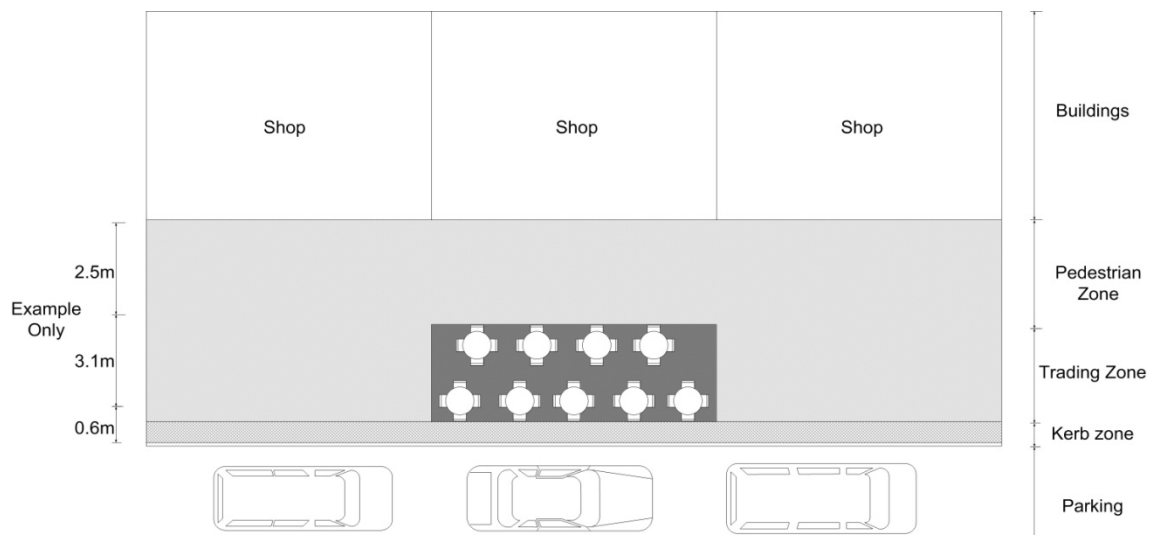 Shop
Shop
Shop
Buildings
2.5m
Example
Only
3.1m
0.6m
Pedestrian
Zone
Trading Zone
Kerb zone
Parking